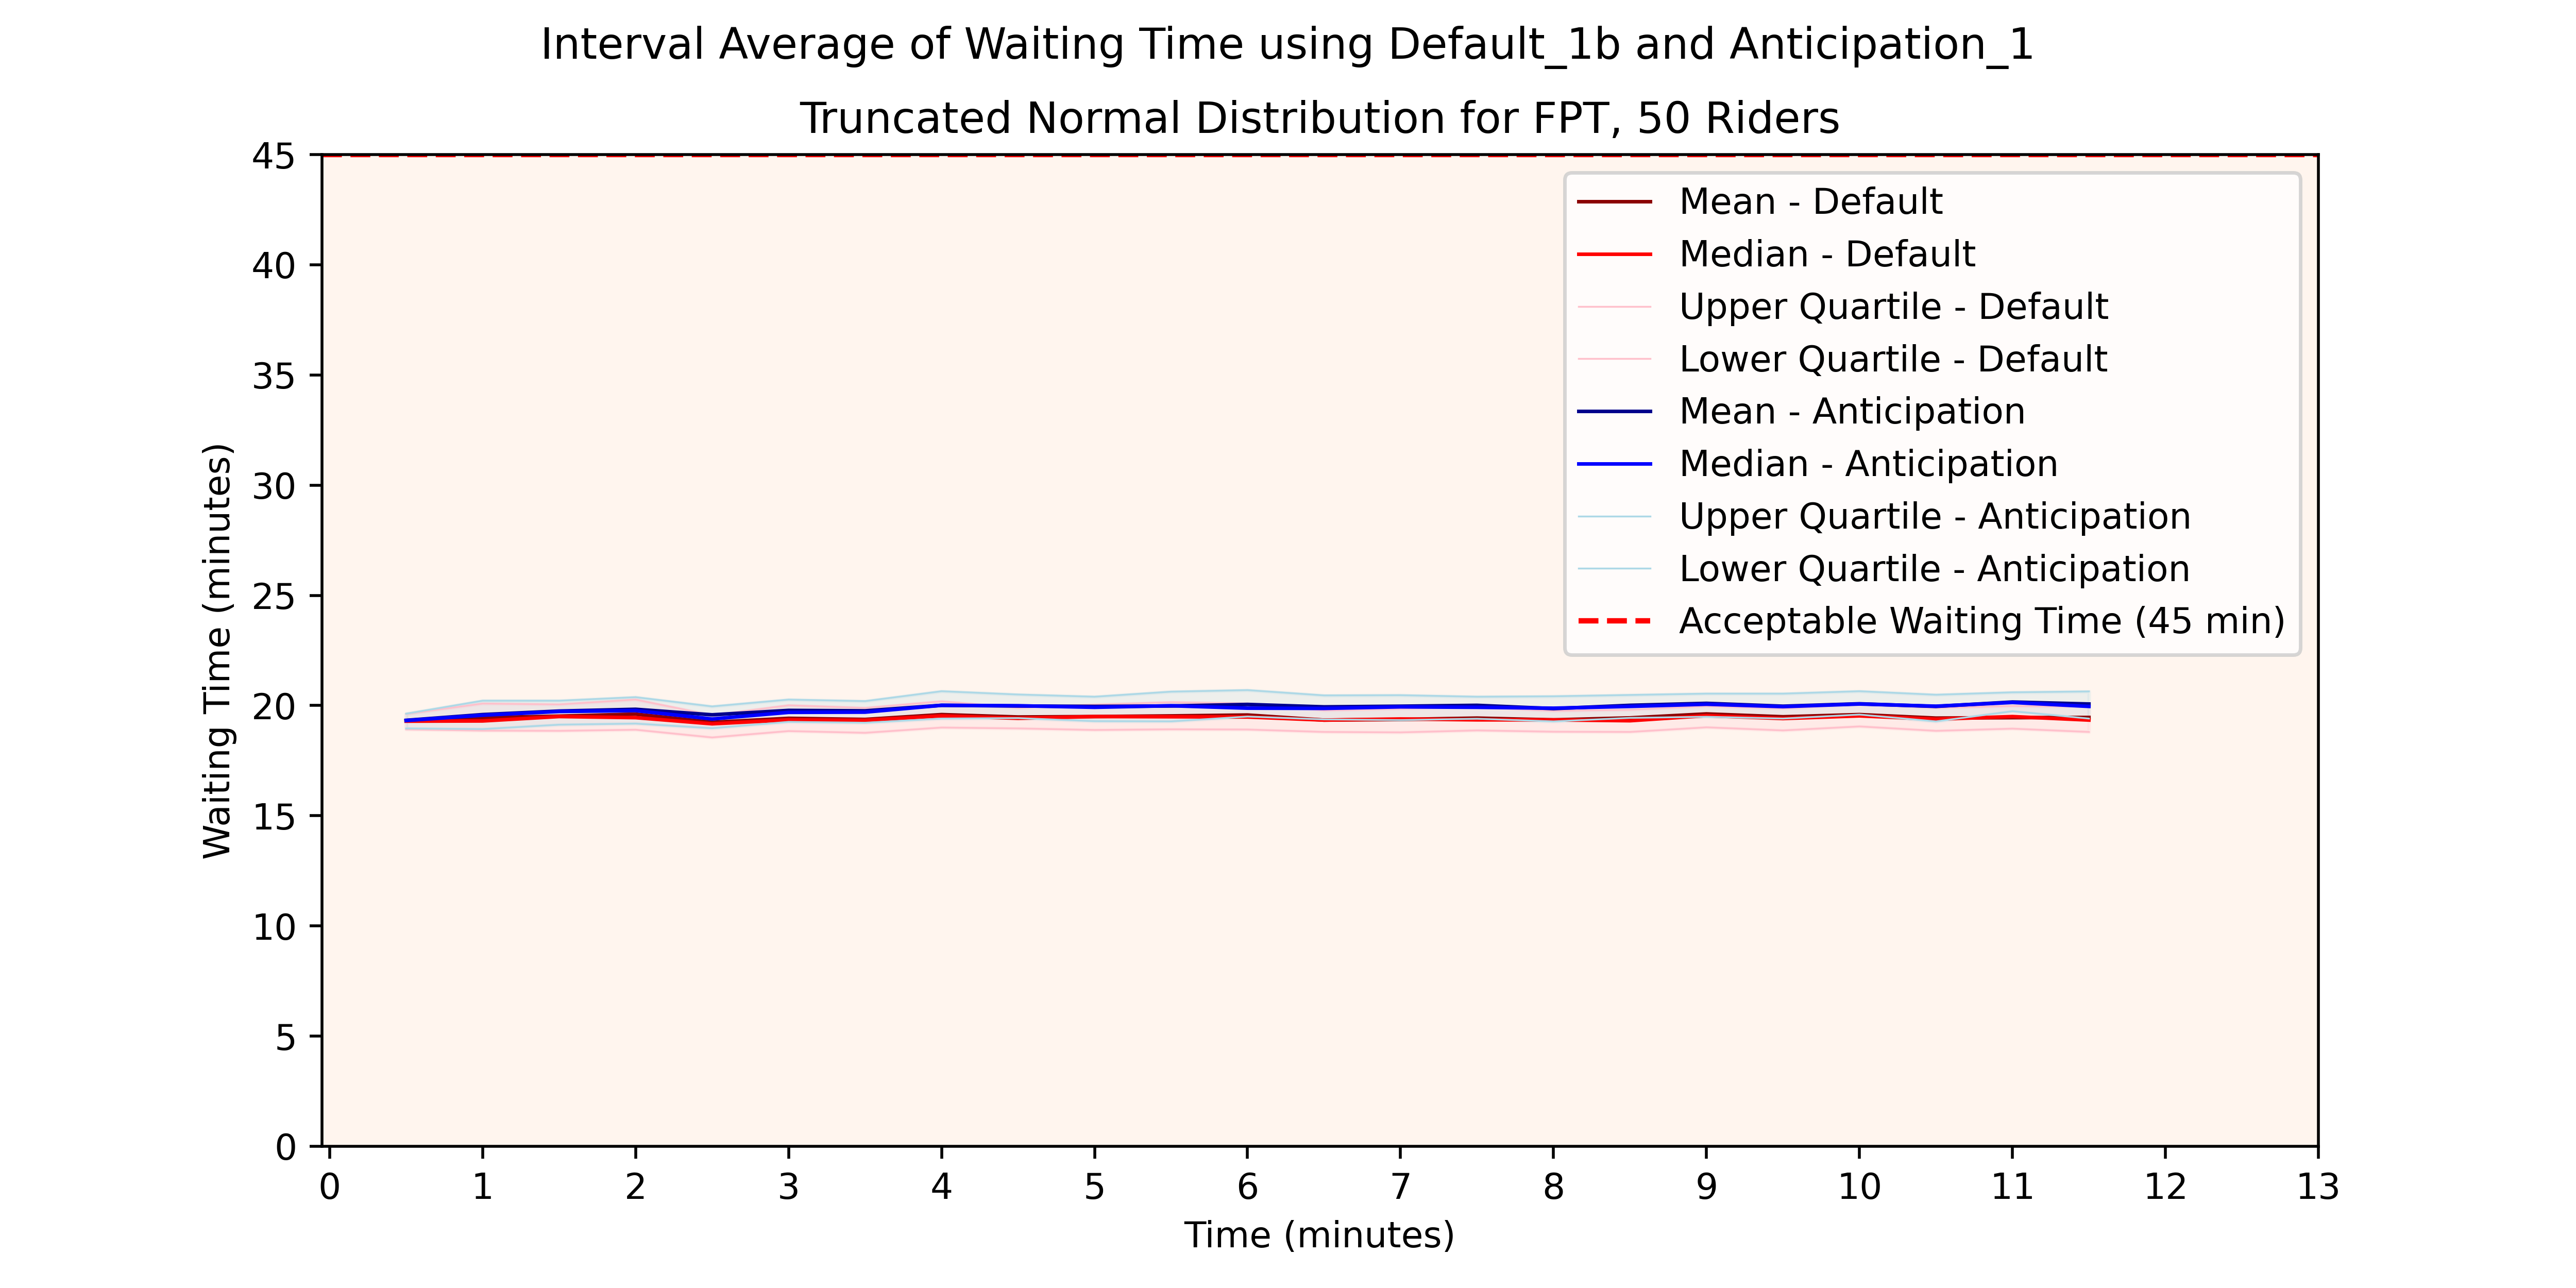 Interval Average of Waiting Time using Default_1b and Anticipation_1
Truncated Normal Distribution for FPT, 50 Riders
45
40
35
30
25
20
15
10
5
0
Waiting Time (minutes)
Mean - Default
Median - Default
Upper Quartile - Default
Lower Quartile - Default
Mean - Anticipation
Median - Anticipation
Upper Quartile - Anticipation
Lower Quartile - Anticipation
Acceptable Waiting Time (45 min)
0 1 2 3 4 5 6 7 8 9 10 11 12 13
Time (minutes)